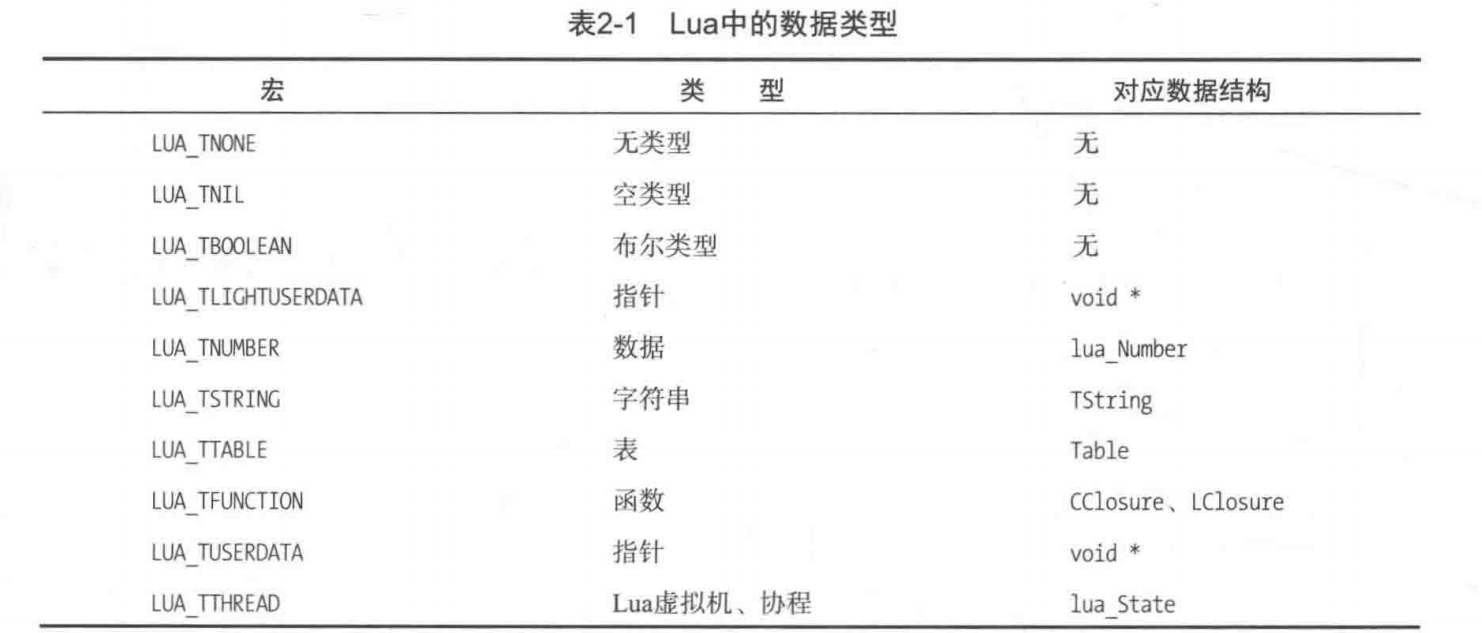 表2-1 Lua中的数据类型
宏 类 型 对应数据结构
LUA_TNONE 无类型 无
LUA_TNIL 空类型 无
LUA_TBOOLEAN 布尔类型 无
LUA_TLIGHTUSERDATA 指针 void *
LUA_TNUMBER 数据 lua_Number
LUA_TSTRING 字符串 TString
LUA_TTABLE 表 Table
LUA_TFUNCTION 函数 CClosure、LClosure
LUA_TUSERDATA 指针 void *
LUA_TTHREAD Lua虚拟机、协程 lua_State